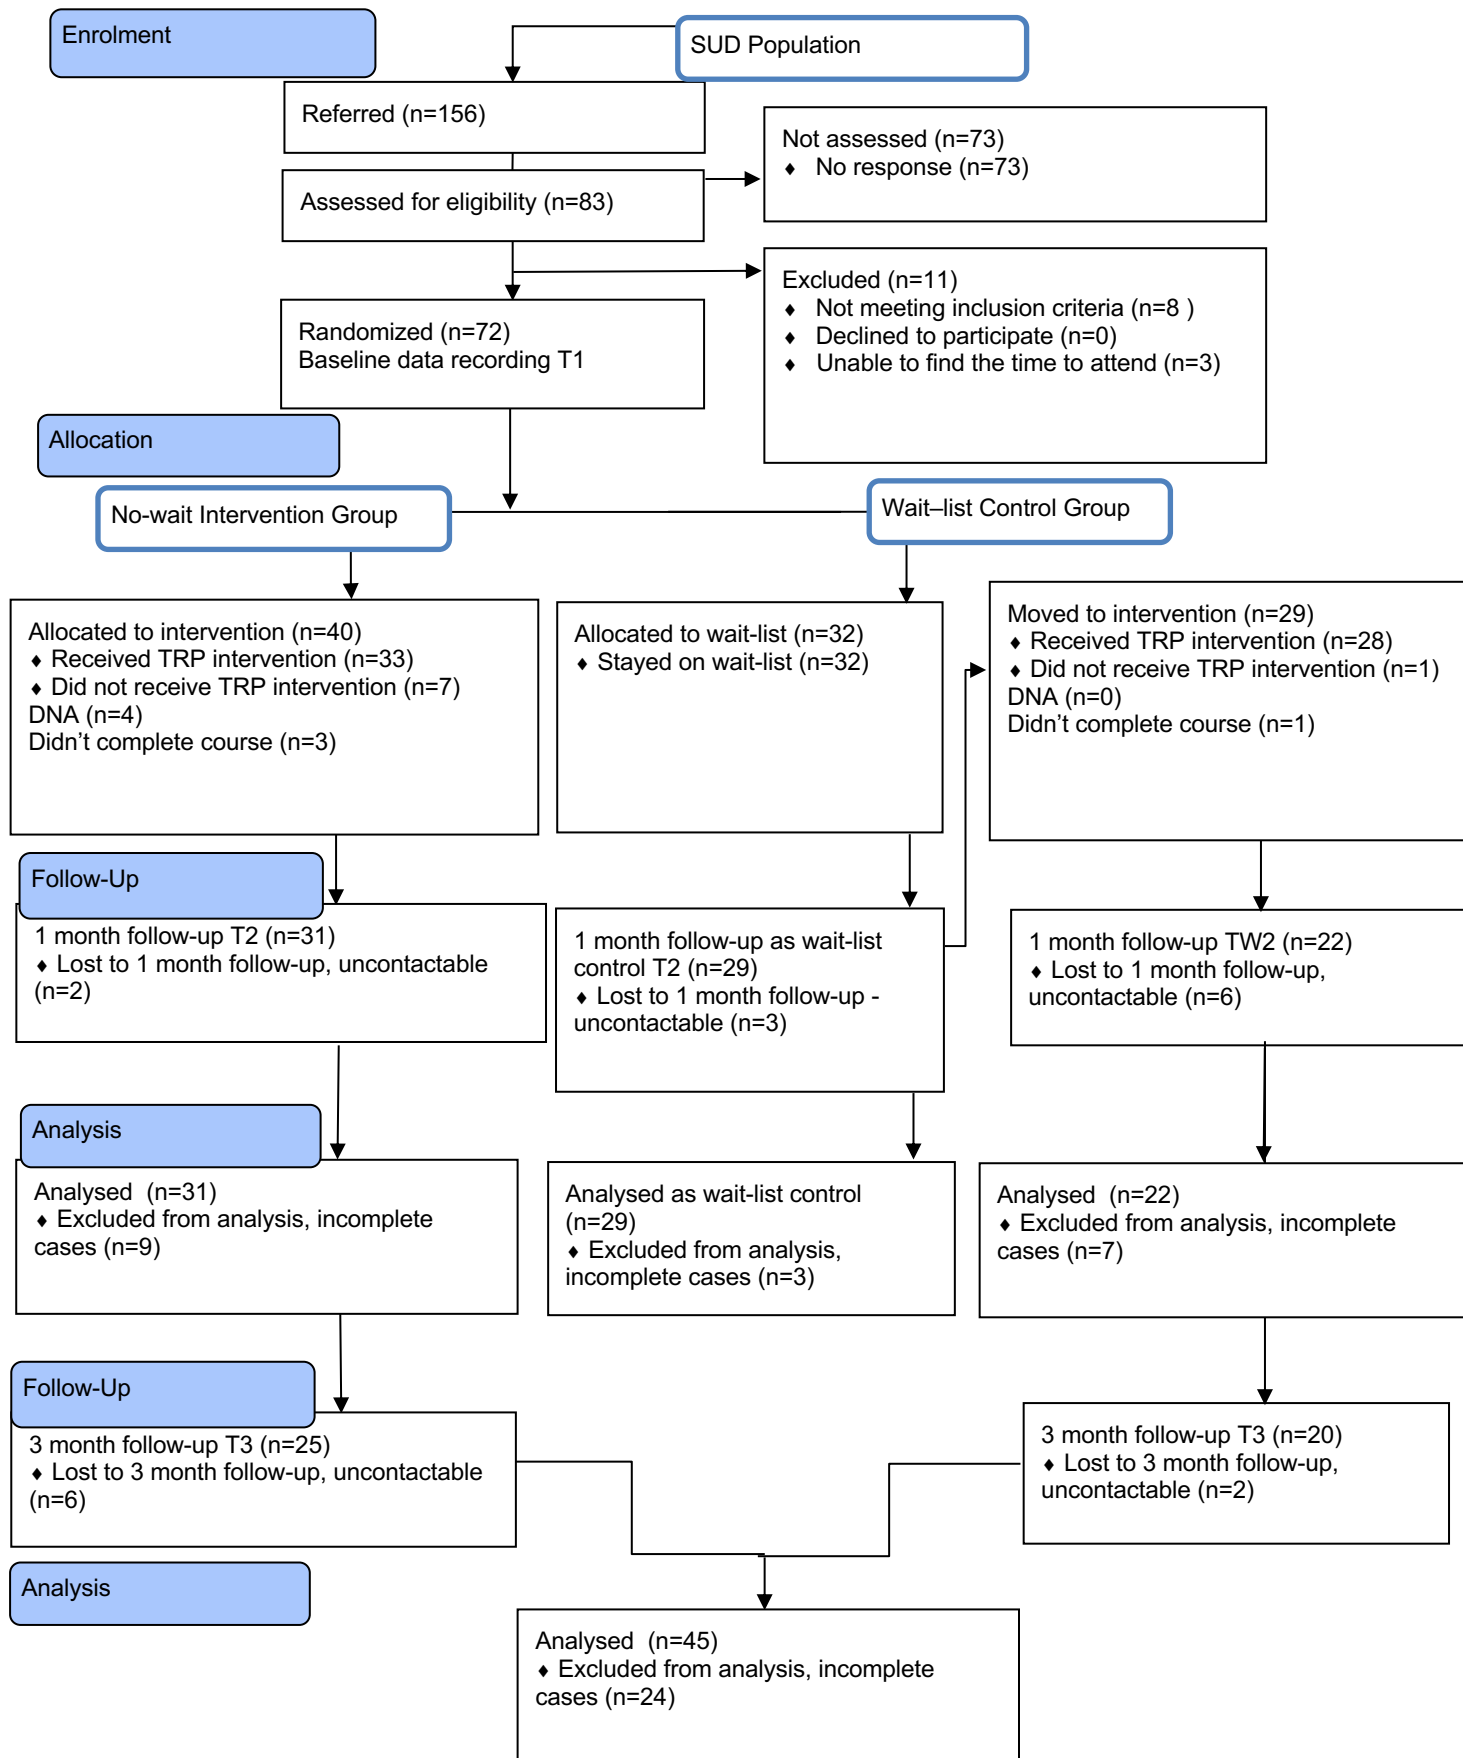 Enrolment
SUD Population
Referred (n=156)
Not assessed (n=73)
♦ No response (n=73)
Assessed for eligibility (n=83)
Excluded (n=11)
♦ Not meeting inclusion criteria (n=8 )
♦ Declined to participate (n=0)
♦ Unable to find the time to attend (n=3)
Randomized (n=72)
Baseline data recording T1
Allocation
No-wait Intervention Group
Wait–list Control Group
Allocated to intervention (n=40)
♦ Received TRP intervention (n=33)
♦ Did not receive TRP intervention (n=7)
DNA (n=4)
Didn’t complete course (n=3)
Allocated to wait-list (n=32)
♦ Stayed on wait-list (n=32)
Moved to intervention (n=29)
♦ Received TRP intervention (n=28)
♦ Did not receive TRP intervention (n=1)
DNA (n=0)
Didn’t complete course (n=1)
Follow-Up
1 month follow-up T2 (n=31)
♦ Lost to 1 month follow-up, uncontactable
(n=2)
1 month follow-up as wait-list
control T2 (n=29)
♦ Lost to 1 month follow-up -
uncontactable (n=3)
1 month follow-up TW2 (n=22)
♦ Lost to 1 month follow-up,
uncontactable (n=6)
Analysis
Analysed  (n=31)
♦ Excluded from analysis, incomplete
cases (n=9)
Analysed as wait-list control
(n=29)
♦ Excluded from analysis,
incomplete cases (n=3)
Analysed  (n=22)
♦ Excluded from analysis, incomplete
cases (n=7)
Follow-Up
3 month follow-up T3 (n=25)
♦ Lost to 3 month follow-up, uncontactable
(n=6)
3 month follow-up T3 (n=20)
♦ Lost to 3 month follow-up,
uncontactable (n=2)
Analysis
Analysed  (n=45)
♦ Excluded from analysis, incomplete
cases (n=24)